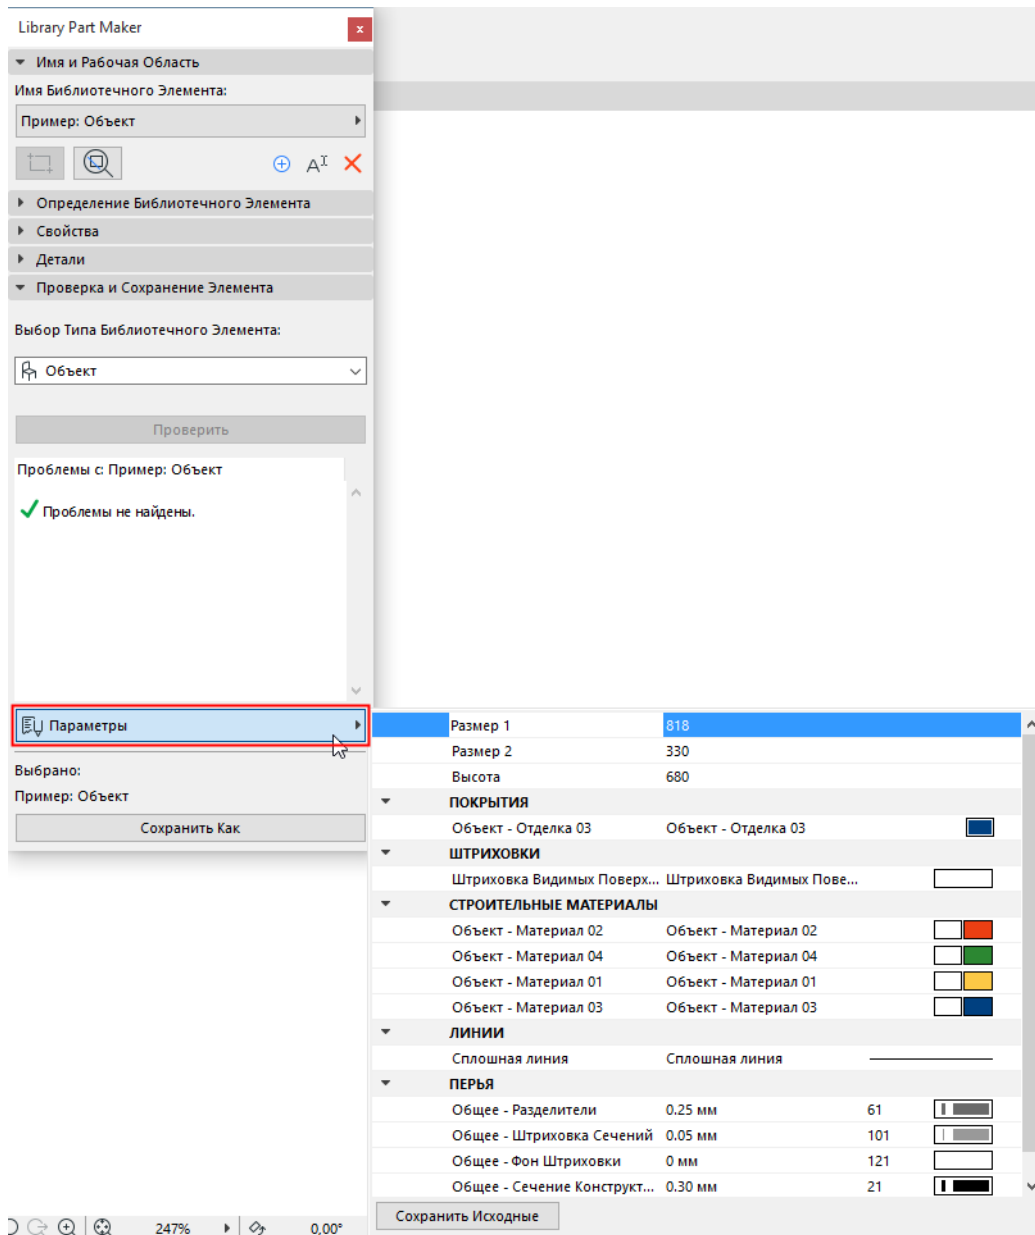 Library Part Maker
Имя и Рабочая Область
Имя Библиотечного Элемента:
Пример: Объект
Определение Библиотечного Элемента
Свойства
Детали
Проверка и Сохранение Элемента
Выбор Типа Библиотечного Элемента:
Объект
Проверить
Проблемы с: Пример: Объект
Проблемы не найдены.
Параметры
Выбрано:
Пример: Объект
Сохранить Как
Размер 1 818
Размер 2 330
Высота 680
ПОКРЫТИЯ
Объект - Отделка 03 Объект - Отделка 03
ШТРИХОВКИ
Штриховка Видимых Поверх... Штриховка Видимых Пове...
СТРОИТЕЛЬНЫЕ МАТЕРИАЛЫ
Объект - Материал 02 Объект - Материал 02
Объект - Материал 04 Объект - Материал 04
Объект - Материал 01 Объект - Материал 01
Объект - Материал 03 Объект - Материал 03
ЛИНИИ
Сплошная линия Сплошная линия
ПЕРЬЯ
Общее - Разделители 0.25 мм 61
Общее - Штриховка Сечений 0.05 мм 101
Общее - Фон Штриховки 0 мм 121
Общее - Сечение Конструкт... 0.30 мм 21
Сохранить Исходные
247% 0,00°